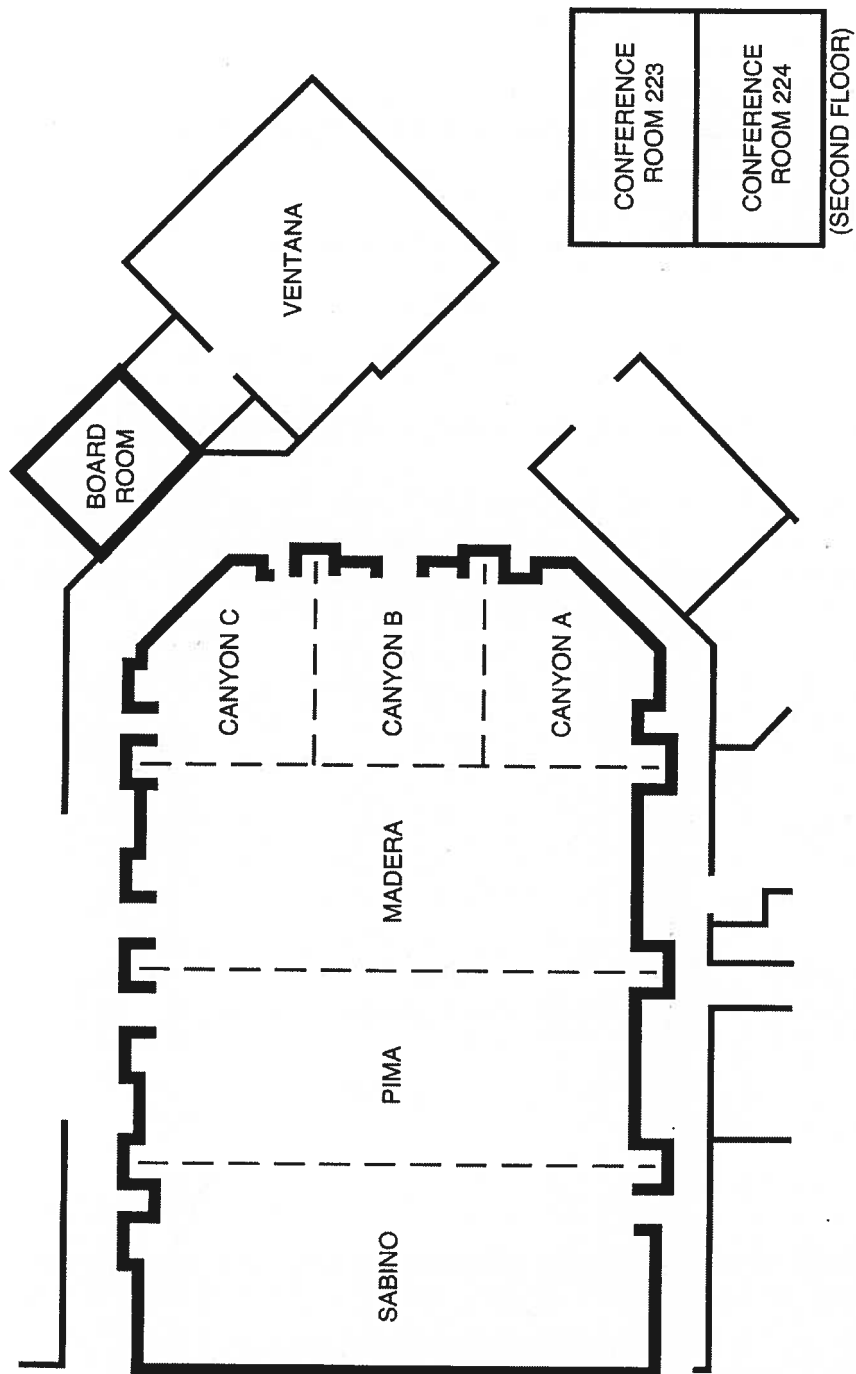 CONFERENCE
ROOM 223
CONFERENCE
ROOM 224
(SECOND FLOOR)
VENTANA
BOARD
ROOM
CANYON C
CANYON B
CANYON A
MADERA
PIMA
SABINO